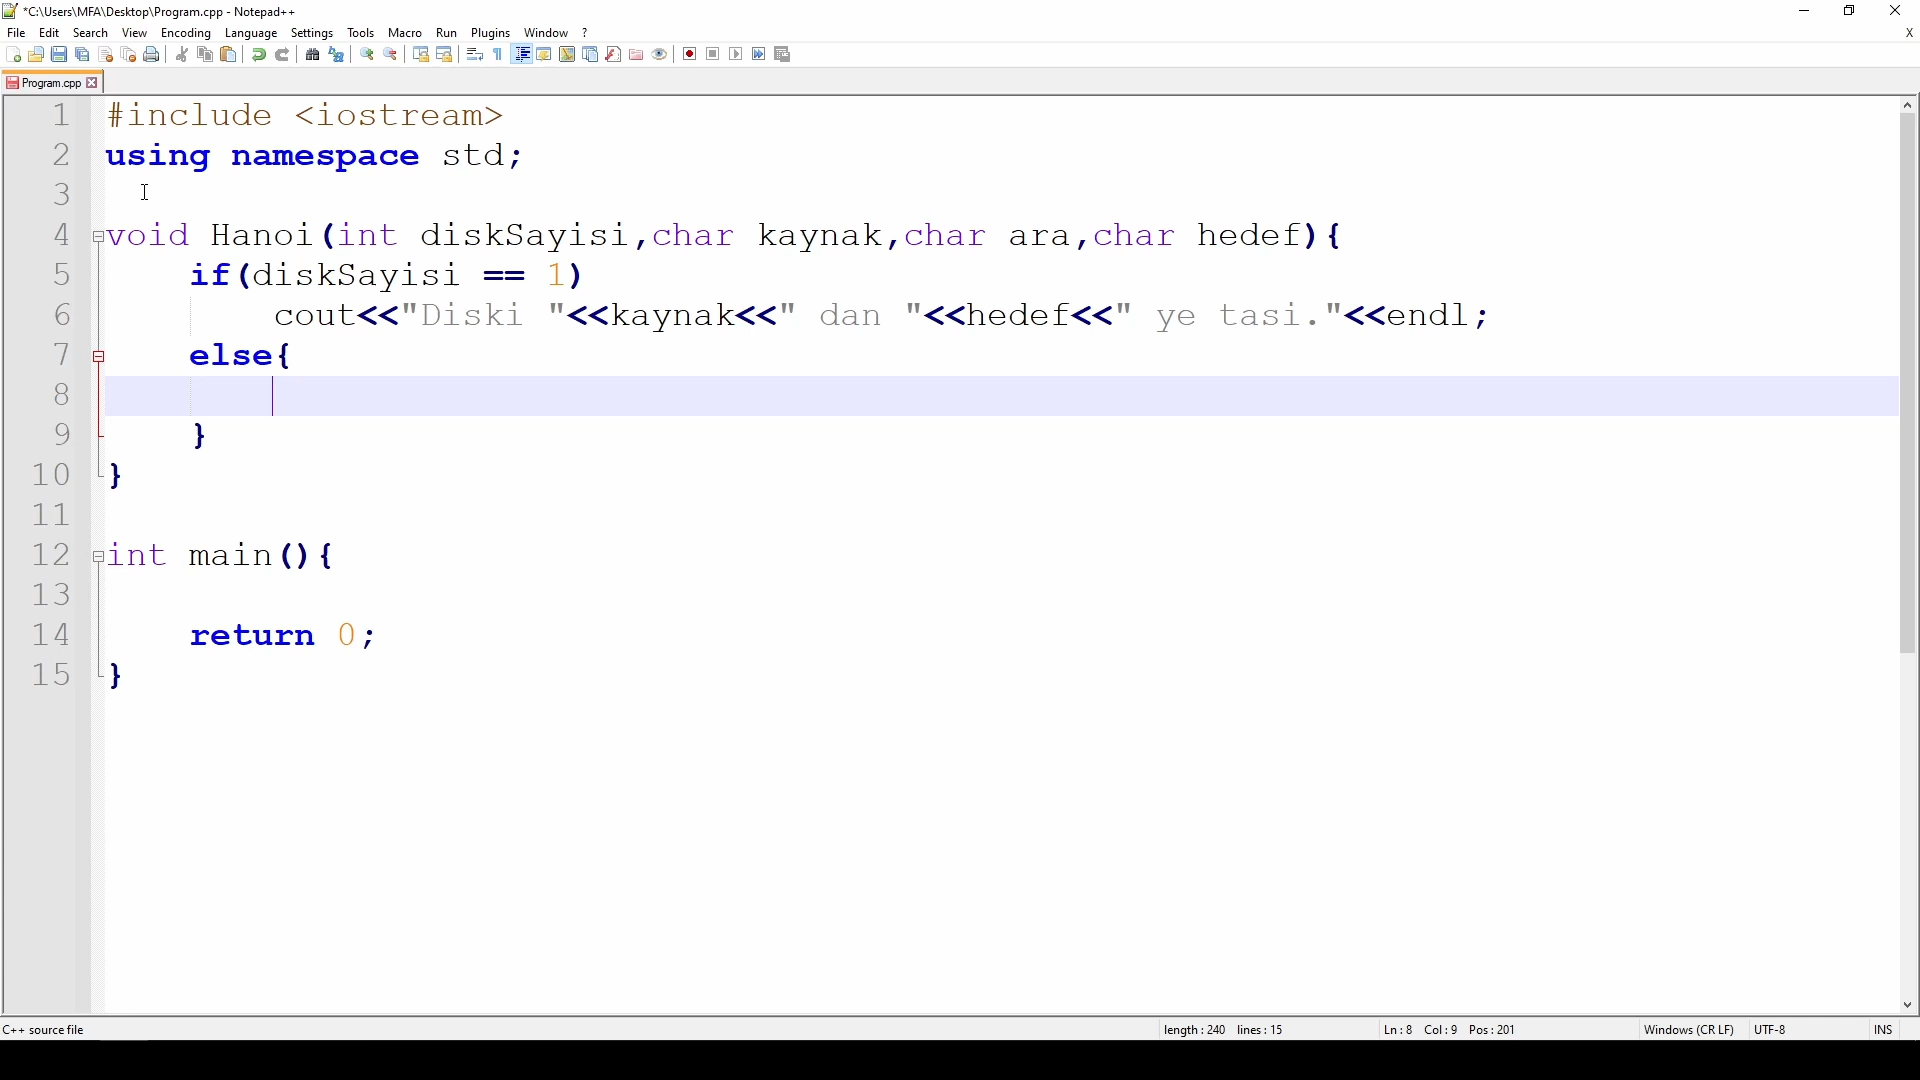 *C:\Users\MFA\Desktop\Program.cpp - Notepad++
File Edit Search View Encoding Language Settings Tools Macro Run Plugins Window ? X
Program.cpp
1 #include <iostream>
2 using namespace std;
3
4 void Hanoi(int diskSayisi,char kaynak,char ara,char hedef){
5 if(diskSayisi == 1)
6 cout<<"Diski "<<kaynak<<" dan "<<hedef<<" ye tasi."<<endl;
7 else{
8
9 }
10 }
11
12 int main(){
13
14 return 0;
15 }
C++ source file length : 240 lines : 15 Ln : 8 Col : 9 Pos : 201 Windows (CR LF) UTF-8 INS